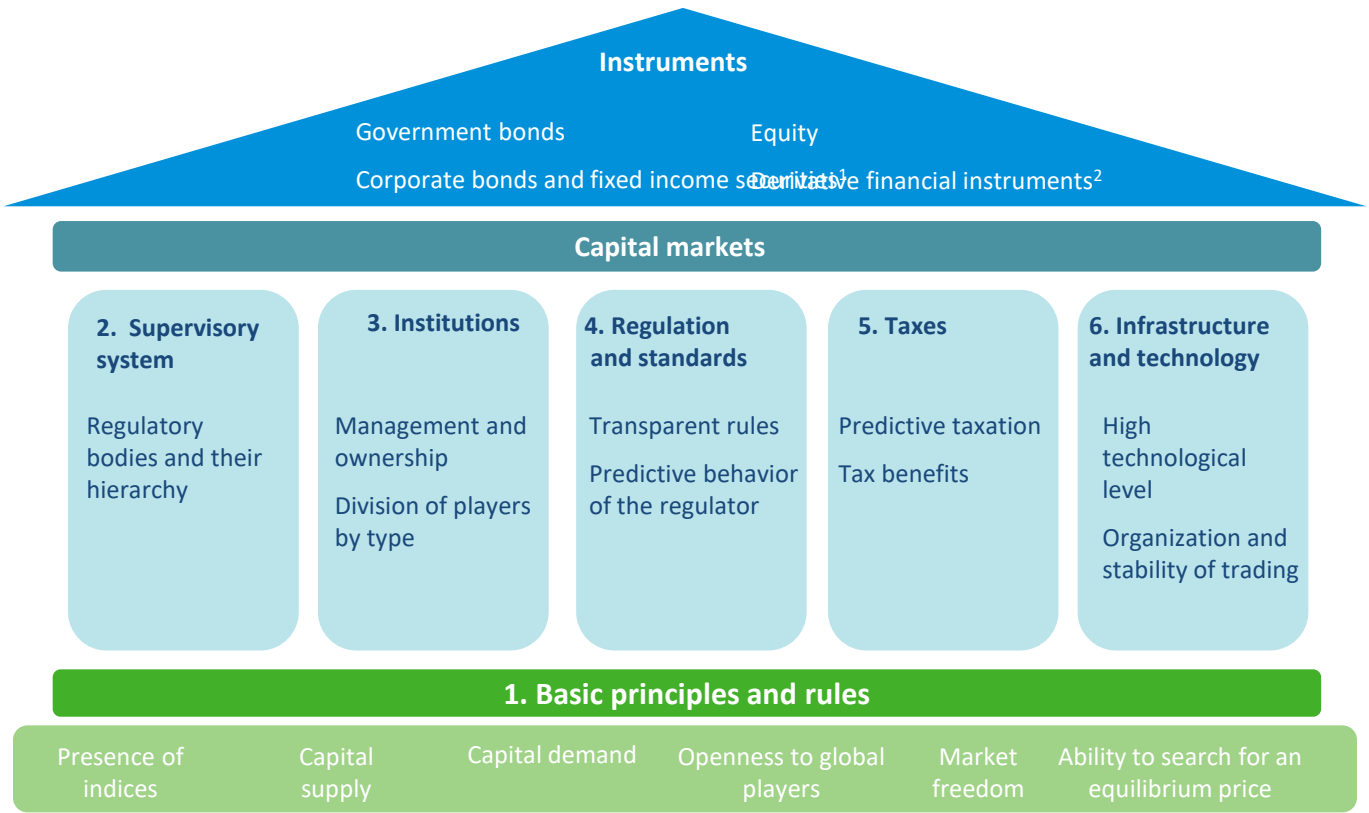 Instruments
Government bonds
Equity
Corporate bonds and fixed income securities¹
Derivative financial instruments²
Capital markets
2. Supervisory
system
Regulatory
bodies and their
hierarchy
3. Institutions
Management and
ownership
Division of players
by type
4. Regulation
and standards
Transparent rules
Predictive behavior
of the regulator
5. Taxes
Predictive taxation
Tax benefits
6. Infrastructure
and technology
High
technological
level
Organization and
stability of trading
1. Basic principles and rules
Presence of
indices
Capital
supply
Capital demand
Openness to global
players
Market
freedom
Ability to search for an
equilibrium price